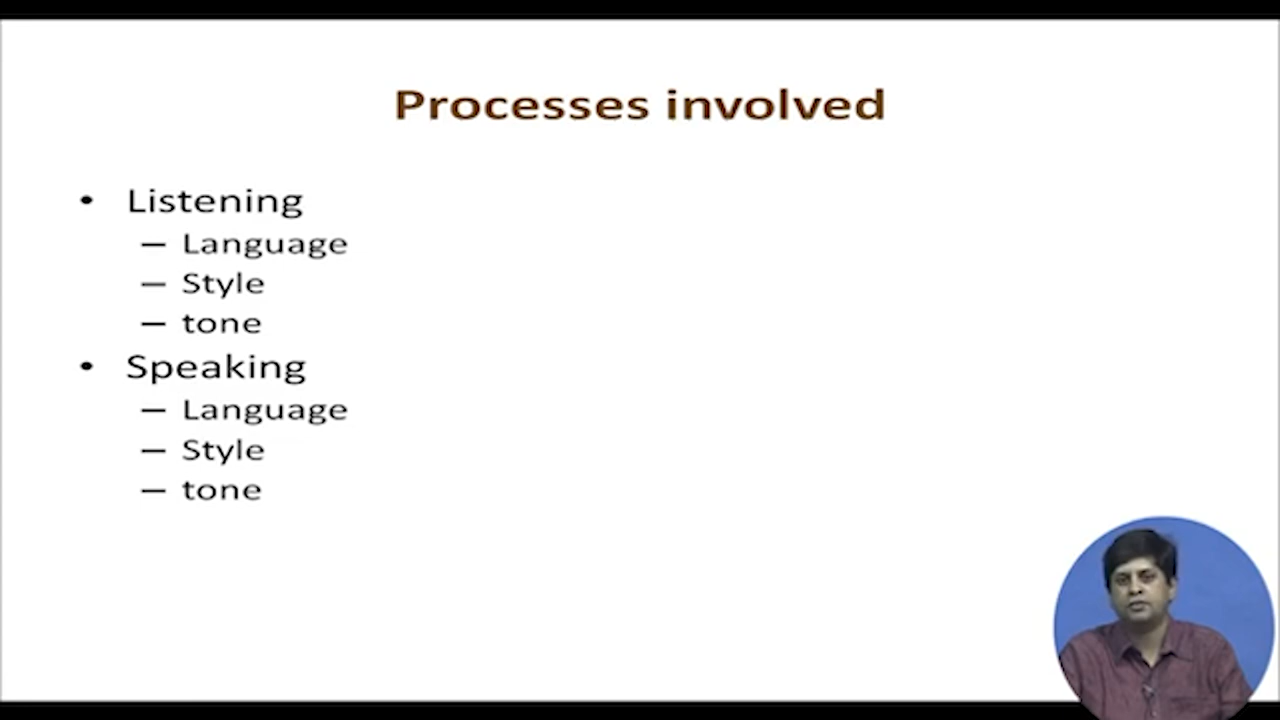 Processes involved
• Listening
– Language
– Style
– tone
• Speaking
– Language
– Style
– tone